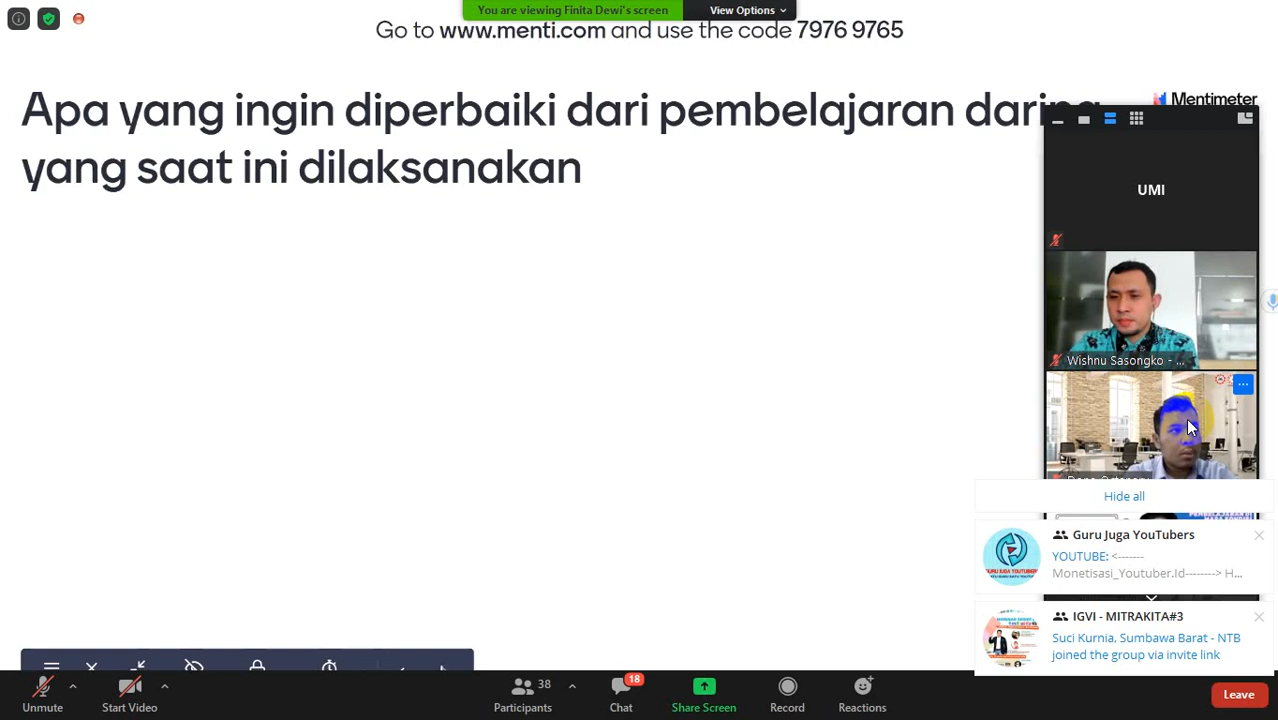 You are viewing Finita Dewi's screen
View Options
Go to www.menti.com and use the code 7976 9765
Apa yang ingin diperbaiki dari pembelajaran daring
yang saat ini dilaksanakan
Mentimeter
UMI
Wishnu Sasongko - ...
Hide all
Guru Juga YouTubers
YOUTUBE: <-------
Monetisasi_Youtuber.Id--------> H...
IGVI - MITRAKITA#3
Suci Kurnia, Sumbawa Barat - NTB
joined the group via invite link
Unmute
Start Video
38
Participants
18
Chat
Share Screen
Record
Reactions
Leave